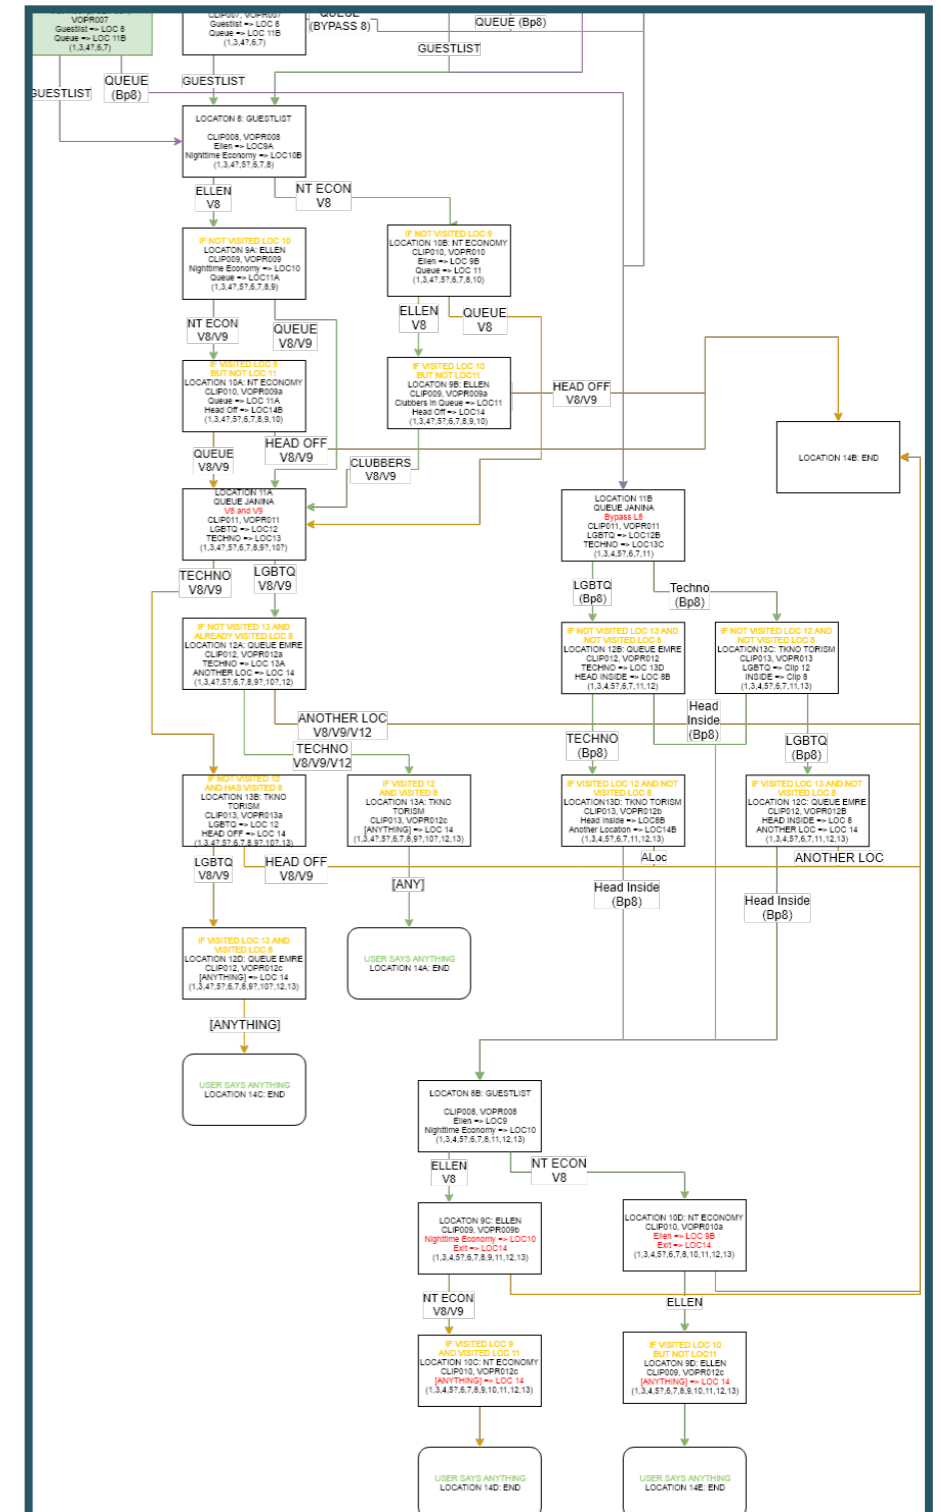 VOPR007
Guestlist => LOC 8
Queue => LOC 11B
(1,3,4?,6,7)
CLIP007, VOPR007
Guestlist => LOC 8
Queue => LOC 11B
(1,3,4?,6,7)
QUEUE
(BYPASS 8)
QUEUE (Bp8)
GUESTLIST
GUESTLIST
QUEUE
(Bp8)
GUESTLIST
LOCATON 8: GUESTLIST
CLIP008, VOPR008
Ellen => LOC9A
Nighttime Economy => LOC10B
(1,3,4?,5?,6,7,8)
ELLEN
V8
NT ECON
V8
IF NOT VISITED LOC 10
LOCATON 9A: ELLEN
CLIP009, VOPR009
Nighttime Economy => LOC10
Queue => LOC11A
(1,3,4?,5?,6,7,8,9)
IF NOT VISITED LOC 9
LOCATION 10B: NT ECONOMY
CLIP010, VOPR010
Ellen => LOC 9B
Queue => LOC 11
(1,3,4?,5?,6,7,8,10)
NT ECON
V8/V9
QUEUE
V8/V9
ELLEN
V8
QUEUE
V8
IF VISITED LOC 9
BUT NOT LOC 11
LOCATION 10A: NT ECONOMY
CLIP010, VOPR009a
Queue => LOC 11A
Head Off => LOC14B
(1,3,4?,5?,6,7,8,9,10)
IF VISITED LOC 10
BUT NOT LOC11
LOCATON 9B: ELLEN
CLIP009, VOPR009a
Clubbers in Queue => LOC11
Head Off => LOC14
(1,3,4?,5?,6,7,8,9,10)
HEAD OFF
V8/V9
QUEUE
V8/V9
HEAD OFF
V8/V9
CLUBBERS
V8/V9
LOCATION 14B: END
LOCATION 11A
QUEUE JANINA
V8 and V9
CLIP011, VOPR011
LGBTQ => LOC12
TECHNO => LOC13
(1,3,4?,5?,6,7,8,9?,10?)
LOCATION 11B
QUEUE JANINA
Bypass L8
CLIP011, VOPR011
LGBTQ => LOC12B
TECHNO => LOC13C
(1,3,4,5?,6,7,11)
TECHNO
V8/V9
LGBTQ
V8/V9
LGBTQ
(Bp8)
Techno
(Bp8)
IF NOT VISITED 13 AND
ALREADY VISITED LOC 8
LOCATION 12A: QUEUE EMRE
CLIP012, VOPR012a
TECHNO => LOC 13A
ANOTHER LOC => LOC 14
(1,3,4?,5?,6,7,8,9?,10?,12)
IF NOT VISITED LOC 13 AND
NOT VISITED LOC 8
LOCATION 12B: QUEUE EMRE
CLIP012, VOPR012
TECHNO => LOC 13D
HEAD INSIDE => LOC 8B
(1,3,4,5?,6,7,11,12)
IF NOT VISITED LOC 12 AND
NOT VISITED LOC 8
LOCATION13C: TKNO TORISM
CLIP013, VOPR013
LGBTQ => Clip 12
INSIDE => Clip 8
(1,3,4,5?,6,7,11,13)
ANOTHER LOC
V8/V9/V12
TECHNO
V8/V9/V12
TECHNO
(Bp8)
Head
Inside
(Bp8)
LGBTQ
(Bp8)
IF NOT VISITED 12
AND HAS VISITED 8
LOCATION 13B: TKNO
TORISM
CLIP013, VOPR013a
LGBTQ => LOC 12
HEAD OFF => LOC 14
(1,3,4?,5?,6,7,8,9?,10?,13)
IF VISITED 12
AND VISITED 8
LOCATION 13A: TKNO
TORISM
CLIP013, VOPR012c
[ANYTHING] => LOC 14
(1,3,4?,5?,6,7,8,9?,10?,12,13)
IF VISITED LOC 12 AND NOT
VISITED LOC 8
LOCATION13D: TKNO TORISM
CLIP013, VOPR012b
Head Inside => LOC8B
Another Location => LOC14B
(1,3,4,5?,6,7,11,12,13)
IF VISITED LOC 13 AND NOT
VISITED LOC 8
LOCATION 12C: QUEUE EMRE
CLIP012, VOPR012B
HEAD INSIDE => LOC 8
ANOTHER LOC => LOC 14
(1,3,4,5?,6,7,11,12,13)
LGBTQ
V8/V9
HEAD OFF
V8/V9
[ANY]
ALoc
Head Inside
(Bp8)
ANOTHER LOC
Head Inside
(Bp8)
IF VISITED LOC 13 AND
VISITED LOC 8
LOCATION 12D: QUEUE EMRE
CLIP012, VOPR012c
[ANYTHING] => LOC 14
(1,3,4?,5?,6,7,8,9?,10?,12,13)
USER SAYS ANYTHING
LOCATION 14A: END
[ANYTHING]
USER SAYS ANYTHING
LOCATION 14C: END
LOCATON 8B: GUESTLIST
CLIP008, VOPR008
Ellen => LOC9
Nighttime Economy => LOC10
(1,3,4,5?,6,7,8,11,12,13)
ELLEN
V8
NT ECON
V8
LOCATON 9C: ELLEN
CLIP009, VOPR009b
Nighttime Economy => LOC10
Exit => LOC14
(1,3,4,5?,6,7,8,9,11,12,13)
LOCATION 10D: NT ECONOMY
CLIP010, VOPR010a
Ellen => LOC 9B
Exit => LOC14
(1,3,4,5?,6,7,8,10,11,12,13)
NT ECON
V8/V9
ELLEN
IF VISITED LOC 9
AND VISITED LOC 11
LOCATION 10C: NT ECONOMY
CLIP010, VOPR012c
[ANYTHING] => LOC 14
(1,3,4,5?,6,7,8,9,10,11,12,13)
IF VISITED LOC 10
BUT NOT LOC11
LOCATON 9D: ELLEN
CLIP009, VOPR012c
[ANYTHING] => LOC 14
(1,3,4,5?,6,7,8,9,10,11,12,13)
USER SAYS ANYTHING
LOCATION 14D: END
USER SAYS ANYTHING
LOCATION 14E: END